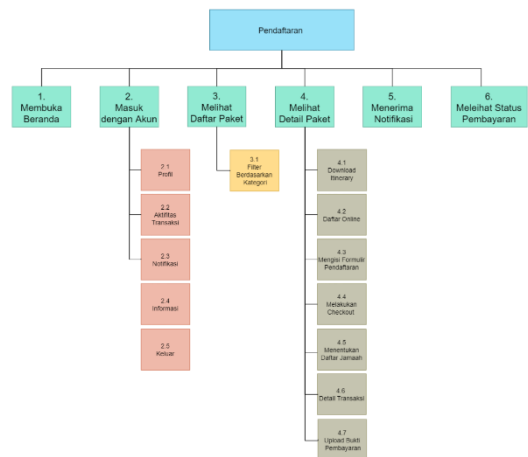 Pendaftaran
1.
Membuka
Beranda
2.
Masuk
dengan Akun
3.
Melihat
Daftar Paket
4.
Melihat
Detail Paket
5.
Menerima
Notifikasi
6.
Meleihat Status
Pembayaran
2.1
Profil
2.2
Aktifitas
Transaksi
2.3
Notifikasi
2.4
Informasi
2.5
Keluar
3.1
Filter
Berdasarkan
Kategori
4.1
Download
Itinorary
4.2
Daftar Online
4.3
Mengisi Formulir
Pendaftaran
4.4
Melakukan
Checkout
4.5
Menentukan
Daftar Jamaah
4.6
Detail Transaksi
4.7
Upload Bukti
Pembayaran